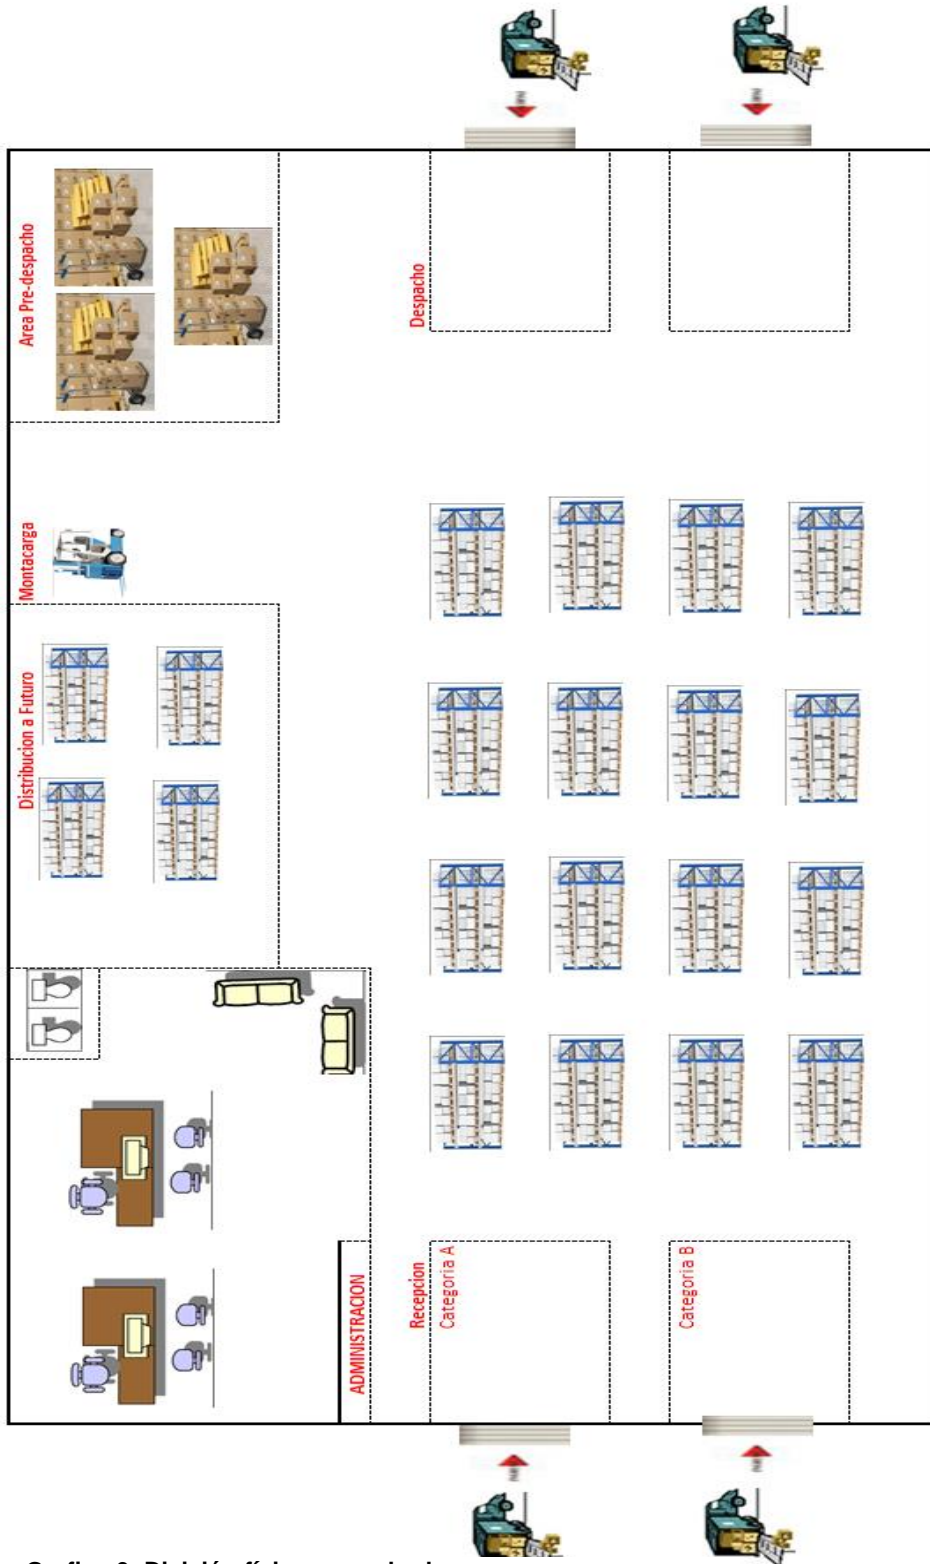 Area Pre-despacho
Despacho
Montacarga
Distribucion a Futuro
ADMINISTRACION
Recepcion
Categoria A
Categoria B